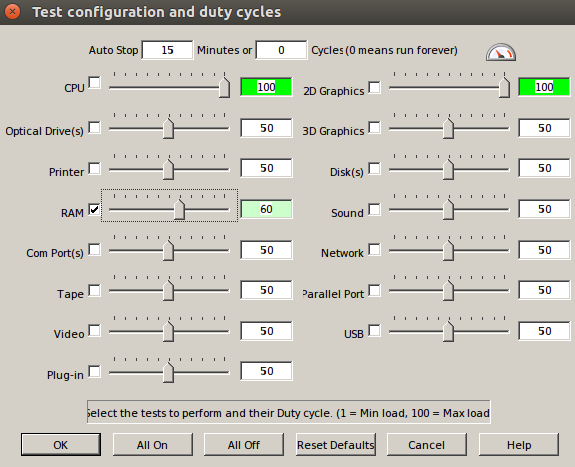 Test configuration and duty cycles
Auto Stop 15 Minutes or 0 Cycles(0 means run forever)
CPU 100 2D Graphics 100
Optical Drive(s) 50 3D Graphics 50
Printer 50 Disk(s) 50
RAM 60 Sound 50
Com Port(s) 50 Network 50
Tape 50 Parallel Port 50
Video 50 USB 50
Plug-in 50
Select the tests to perform and their Duty cycle. (1 = Min load, 100 = Max load
OK All On All Off Reset Defaults Cancel Help